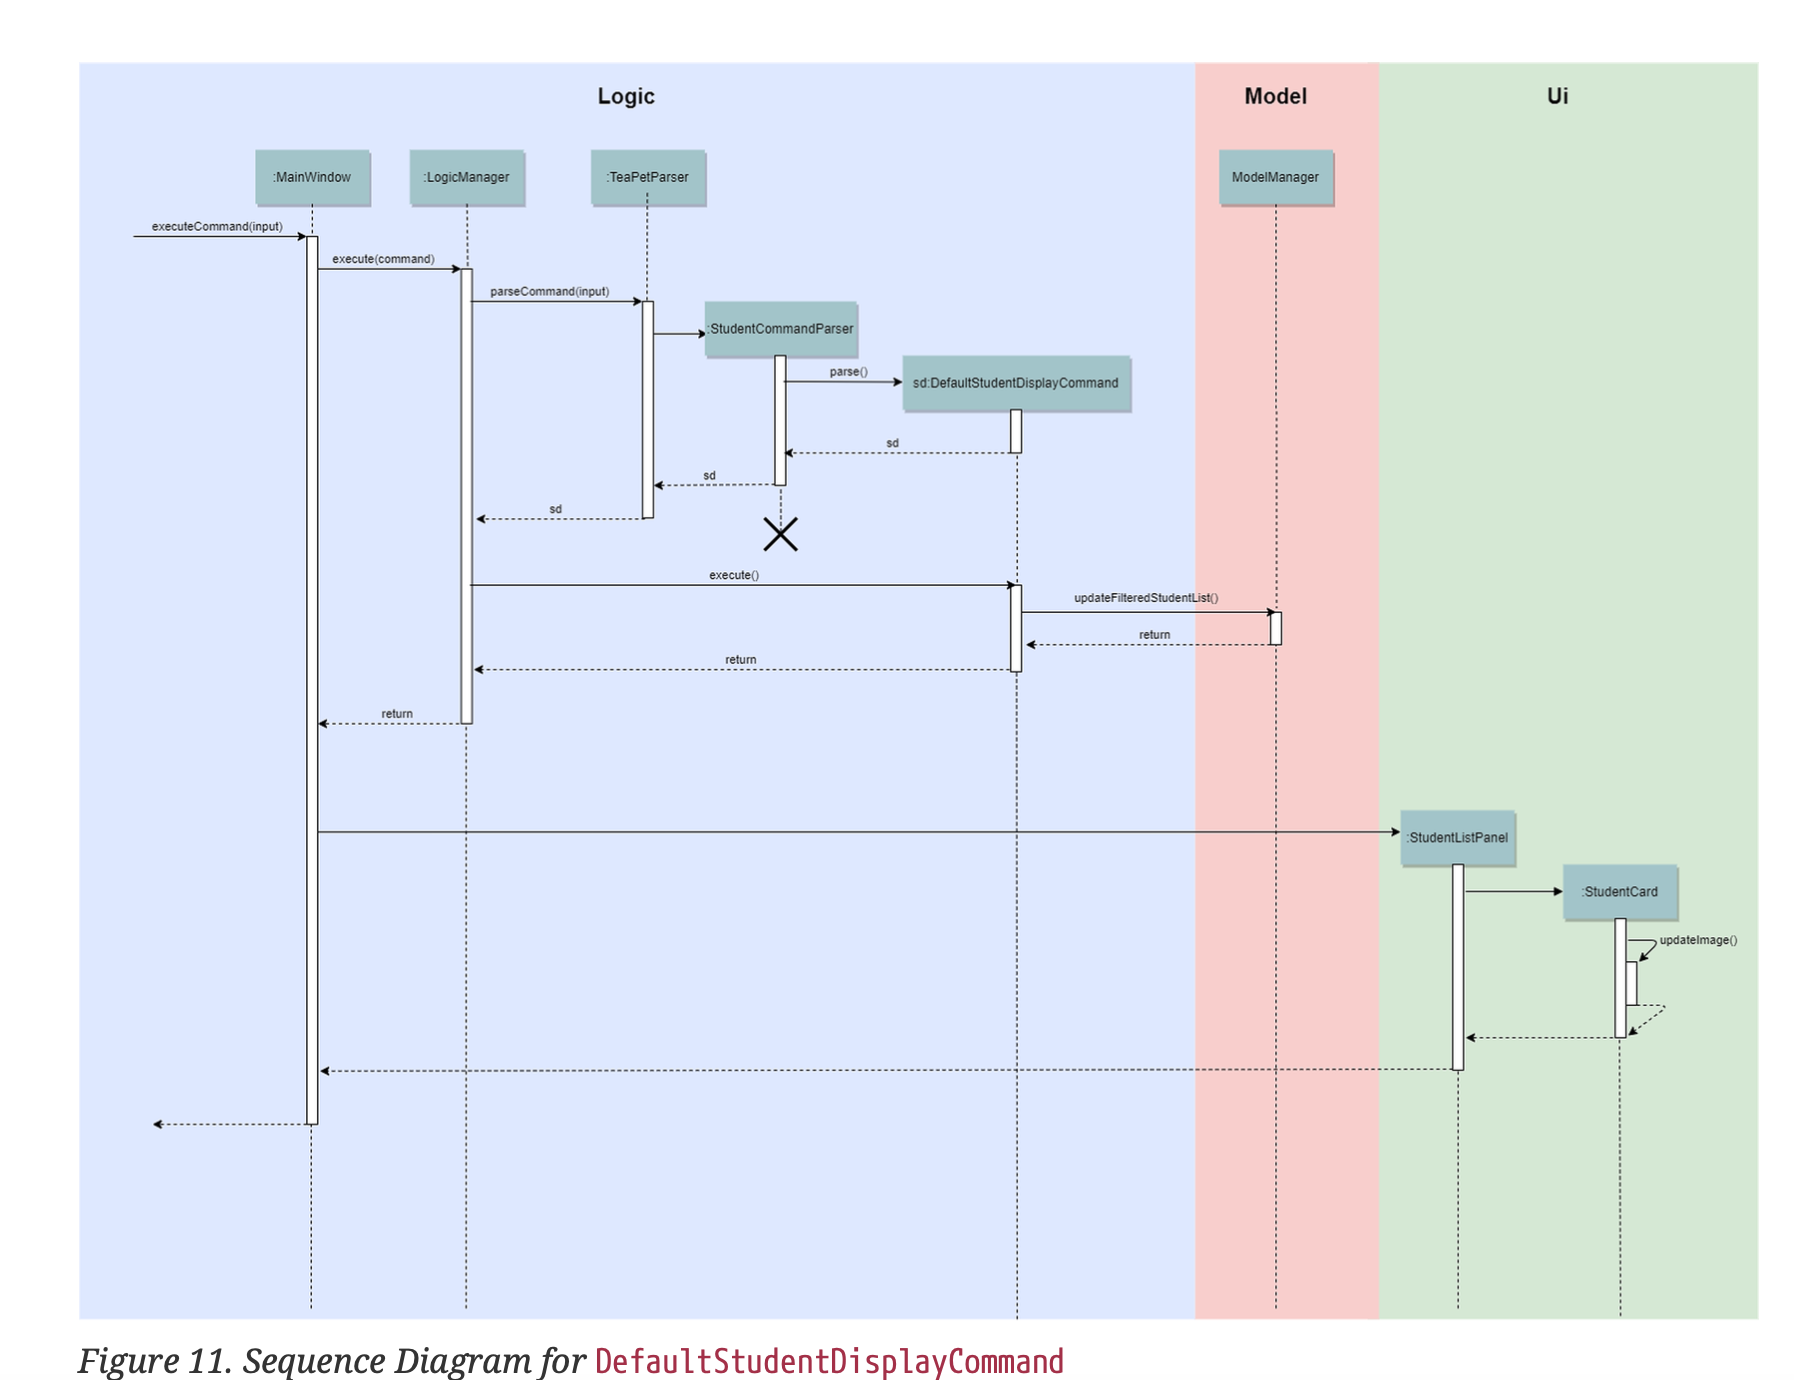 Logic
Model
Ui
:MainWindow
:LogicManager
:TeaPetParser
ModelManager
executeCommand(input)
execute(command)
parseCommand(input)
:StudentCommandParser
parse()
sd:DefaultStudentDisplayCommand
sd
sd
sd
execute()
updateFilteredStudentList()
return
return
return
:StudentListPanel
:StudentCard
updateImage()
Figure 11. Sequence Diagram for DefaultStudentDisplayCommand